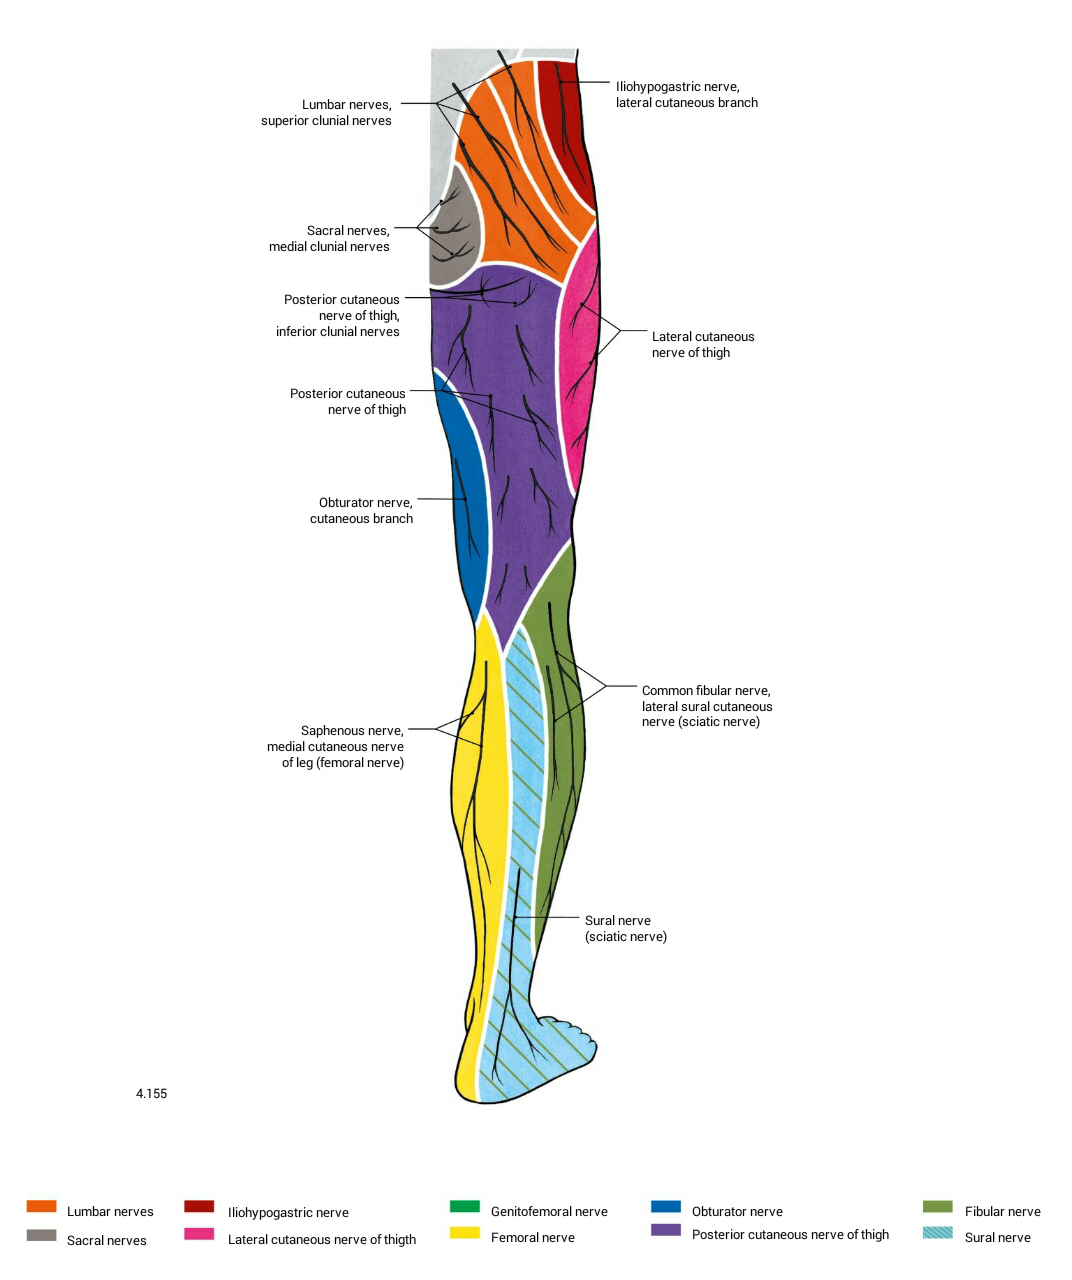 Iliohypogastric nerve,
lateral cutaneous branch
Lumbar nerves,
superior clunial nerves
Sacral nerves,
medial clunial nerves
Posterior cutaneous
nerve of thigh,
inferior clunial nerves
Lateral cutaneous
nerve of thigh
Posterior cutaneous
nerve of thigh
Obturator nerve,
cutaneous branch
Common fibular nerve,
lateral sural cutaneous
nerve (sciatic nerve)
Saphenous nerve,
medial cutaneous nerve
of leg (femoral nerve)
Sural nerve
(sciatic nerve)
4.155
Lumbar nerves
Iliohypogastric nerve
Genitofemoral nerve
Obturator nerve
Fibular nerve
Sacral nerves
Lateral cutaneous nerve of thigth
Femoral nerve
Posterior cutaneous nerve of thigh
Sural nerve